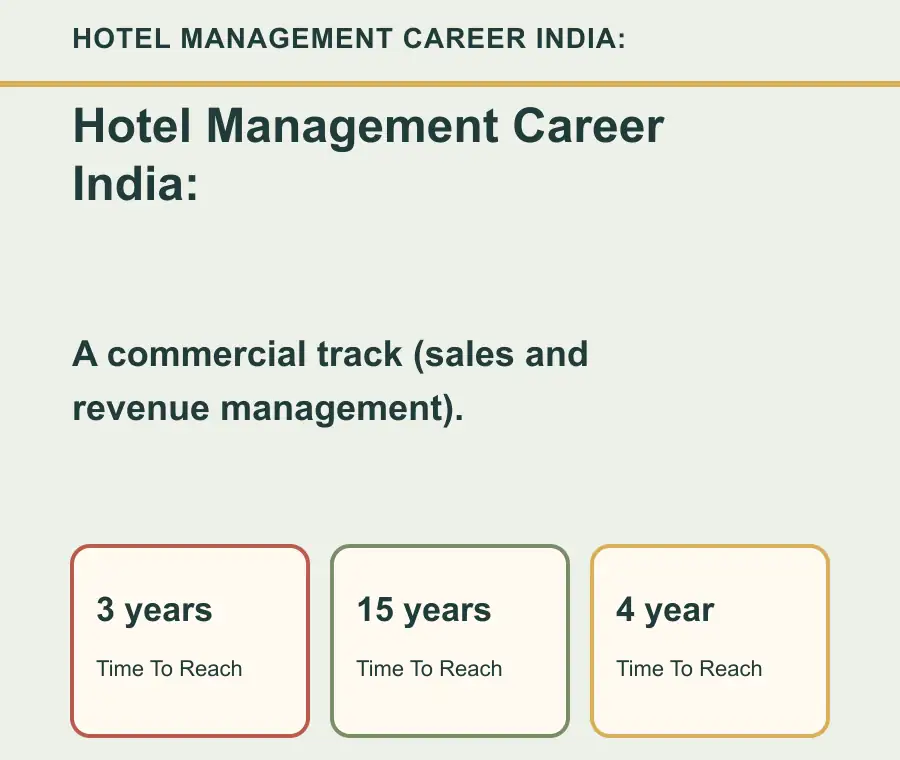 HOTEL MANAGEMENT CAREER INDIA:
Hotel Management Career
India:
A commercial track (sales and
revenue management).
3 years
Time To Reach
15 years
Time To Reach
4 year
Time To Reach